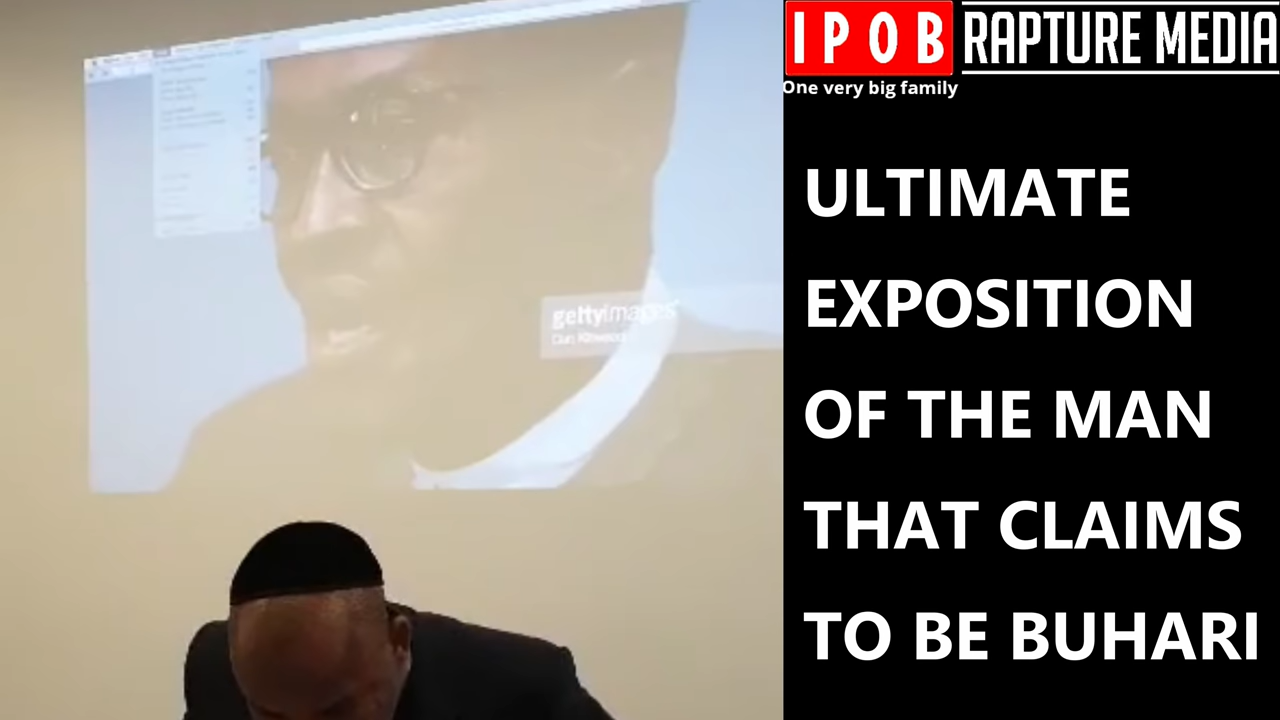 IPOB RAPTURE MEDIA
One very big family
ULTIMATE
EXPOSITION
OF THE MAN
THAT CLAIMS
TO BE BUHARI
gettyimages